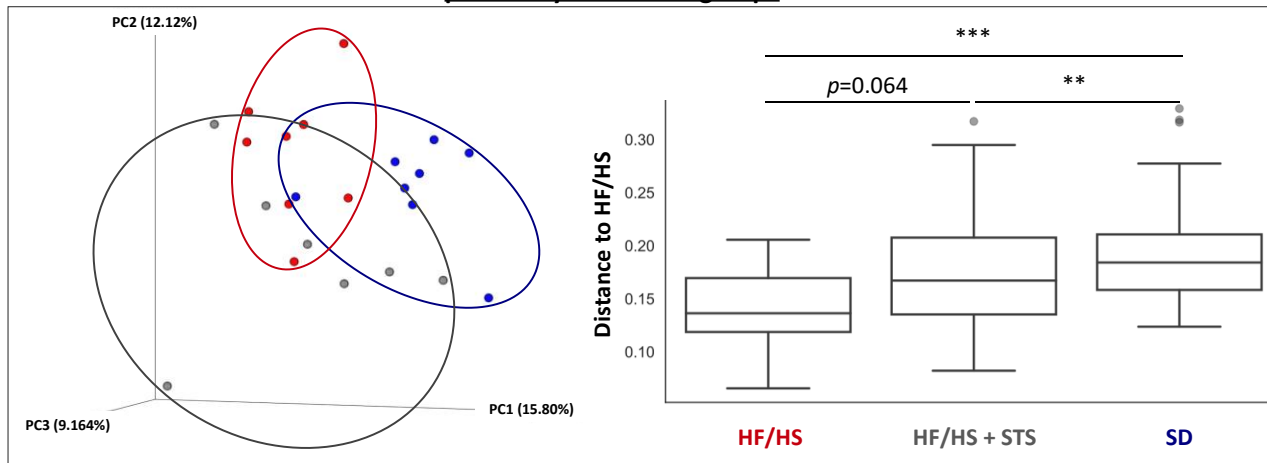 PC2 (12.12%)
PC1 (15.80%)
PC3 (9.164%)
***
p=0.064
**
Distance to HF/HS
0.30
0.25
0.20
0.15
0.10
HF/HS
HF/HS + STS
SD